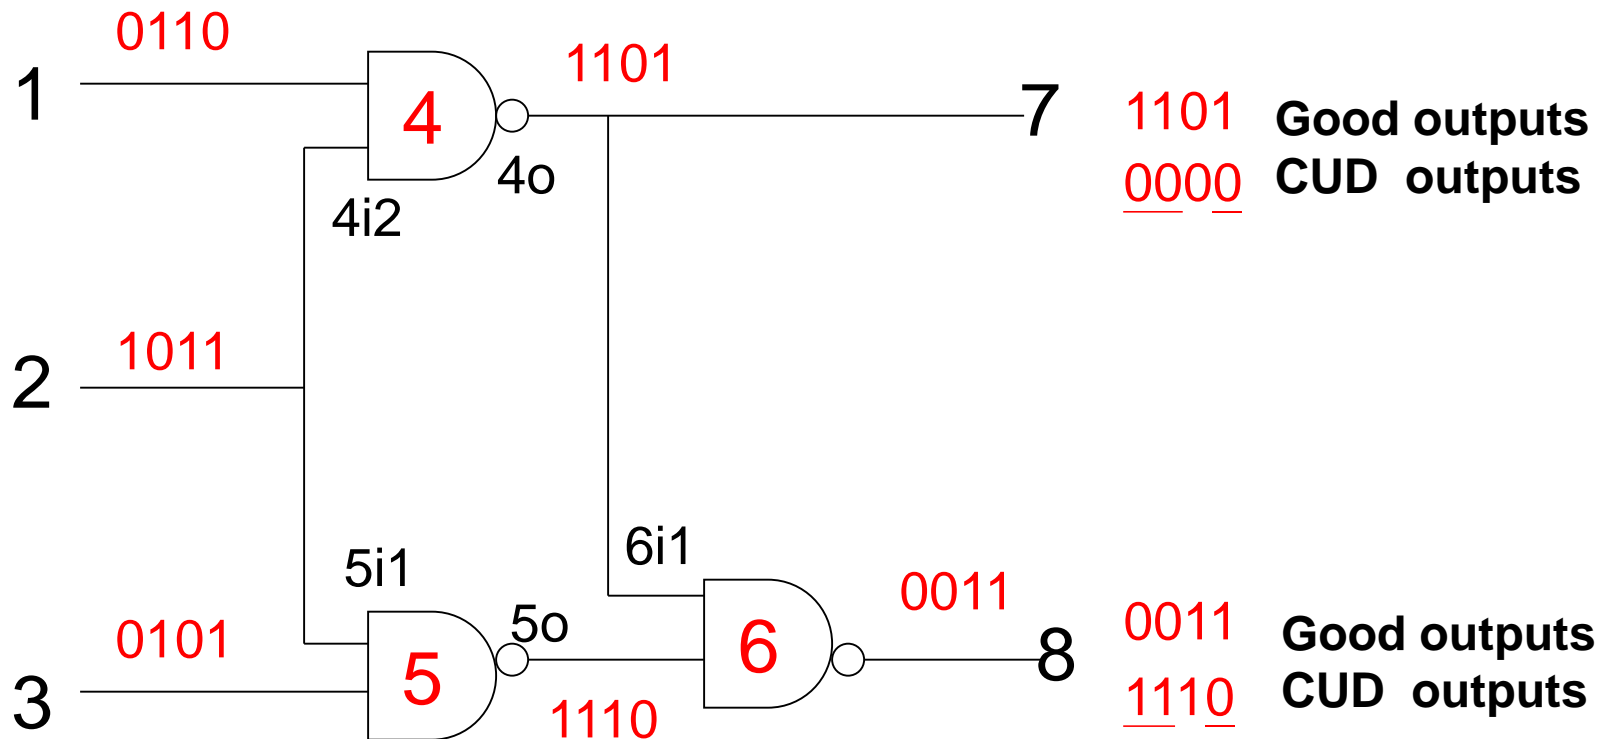 0110
1101
1
4
7
1101 Good outputs
0000 CUD outputs
4o
4i2
1011
2
6i1
5i1
0011
5o
0101
6
8
0011 Good outputs
1110 CUD outputs
5
3
1110